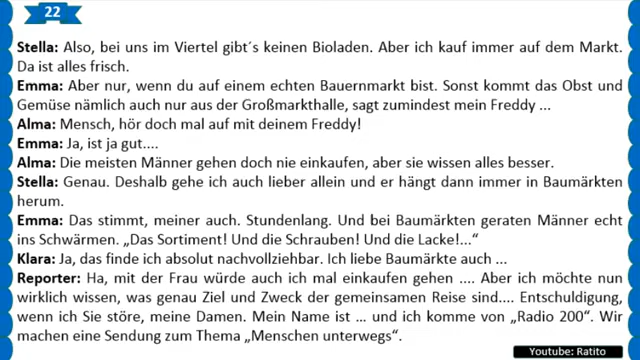 22
Stella: Also, bei uns im Viertel gibt´s keinen Bioladen. Aber ich kauf immer auf dem Markt.
Da ist alles frisch.
Emma: Aber nur, wenn du auf einem echten Bauernmarkt bist. Sonst kommt das Obst und
Gemüse nämlich auch nur aus der Großmarkthalle, sagt zumindest mein Freddy ...
Alma: Mensch, hör doch mal auf mit deinem Freddy!
Emma: Ja, ist ja gut....
Alma: Die meisten Männer gehen doch nie einkaufen, aber sie wissen alles besser.
Stella: Genau. Deshalb gehe ich auch lieber allein und er hängt dann immer in Baumärkten
herum.
Emma: Das stimmt, meiner auch. Stundenlang. Und bei Baumärkten geraten Männer echt
ins Schwärmen. „Das Sortiment! Und die Schrauben! Und die Lacke!...“
Klara: Ja, das finde ich absolut nachvollziehbar. Ich liebe Baumärkte auch ...
Reporter: Ha, mit der Frau würde auch ich mal einkaufen gehen .... Aber ich möchte nun
wirklich wissen, was genau Ziel und Zweck der gemeinsamen Reise sind.... Entschuldigung,
wenn ich Sie störe, meine Damen. Mein Name ist ... und ich komme von „Radio 200“. Wir
machen eine Sendung zum Thema „Menschen unterwegs“.
Youtube: Ratito